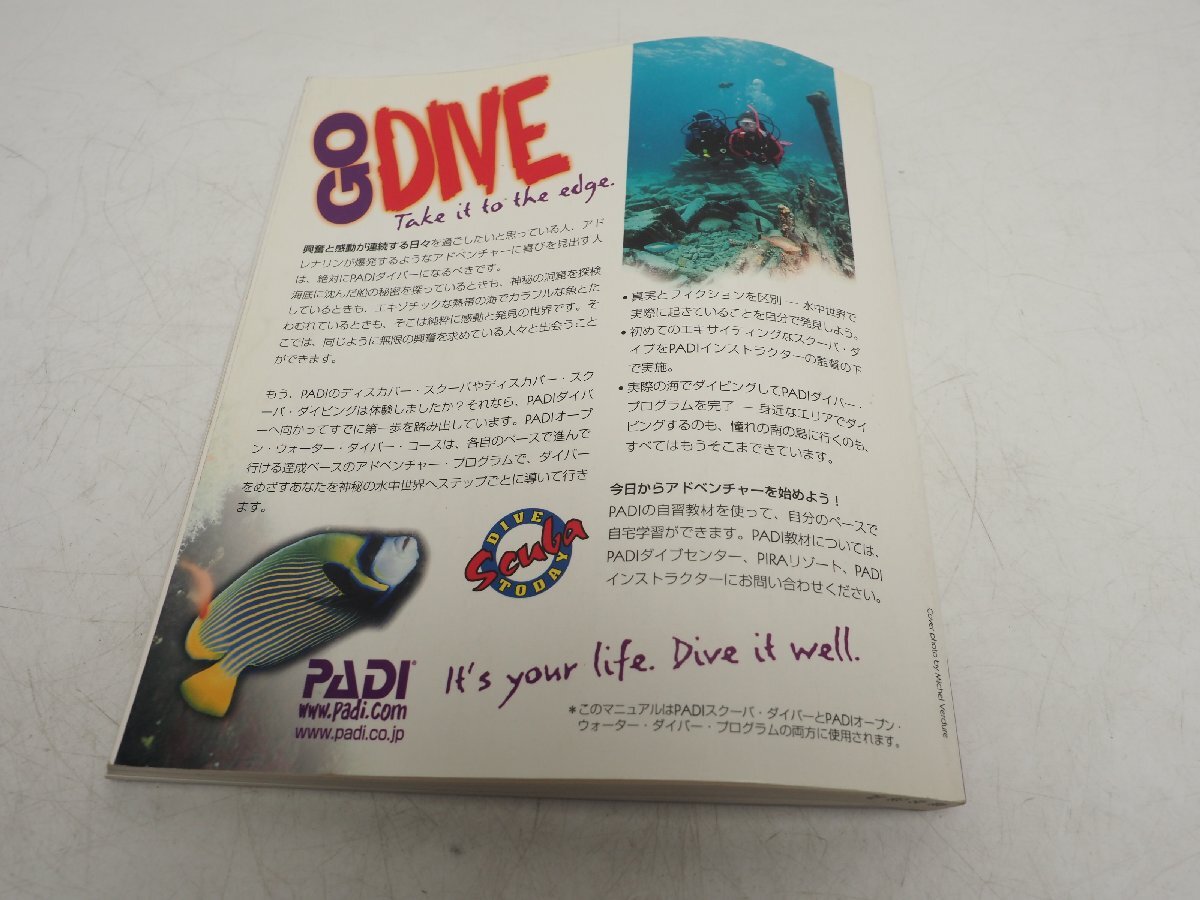 GO DIVE
Take it to the edge.
興奮と感動が連続する日々を過ごしたいと思っている人、アド
レナリンが爆発するようなアドベンチャーに喜びを見出す人
は、絶対にPADIダイバーになるべきです。
海底に沈んだ船の秘密を探っているときも、神秘の洞窟を探検
しているときも、エキゾチックな熱帯の海でカラフルな魚とた
わむれているときも、そこは純粋に感動と発見の世界です。そ
こでは、同じように無限の興奮を求めている人々と出会うこと
ができます。
もう、PADIのディスカバー・スクーバやディスカバー・スク
ーバ・ダイビングは体験しましたか？それなら、PADIダイバ
ーへ向かってすでに第一歩を踏み出しています。PADIオープ
ン・ウォーター・ダイバー・コースは、各自のペースで進んで
行ける達成ベースのアドベンチャー・プログラムで、ダイバー
をめざすあなたを神秘の水中世界へステップごとに導いて行き
ます。
• 真実とフィクションを区別 ― 水中世界で
実際に起きていることを自分で発見しよう。
• 初めてのエキサイティングなスクーバ・ダ
イブをPADIインストラクターの監督の下
で実施。
• 実際の海でダイビングしてPADIダイバー・
プログラムを完了 ― 身近なエリアでダイ
ビングするのも、憧れの南の島に行くのも、
すべてはもうそこまできています。
今日からアドベンチャーを始めよう！
PADIの自習教材を使って、自分のペースで
自宅学習ができます。PADI教材については、
PADIダイブセンター、PIRAリゾート、PADI
インストラクターにお問い合わせください。
DIVE
Scuba
TODAY
PADI
www.padi.com
www.padi.co.jp
It's your life. Dive it well.
＊このマニュアルはPADIスクーバ・ダイバーとPADIオープン・
ウォーター・ダイバー・プログラムの両方に使用されます。
Cover photo by Michel Verdure